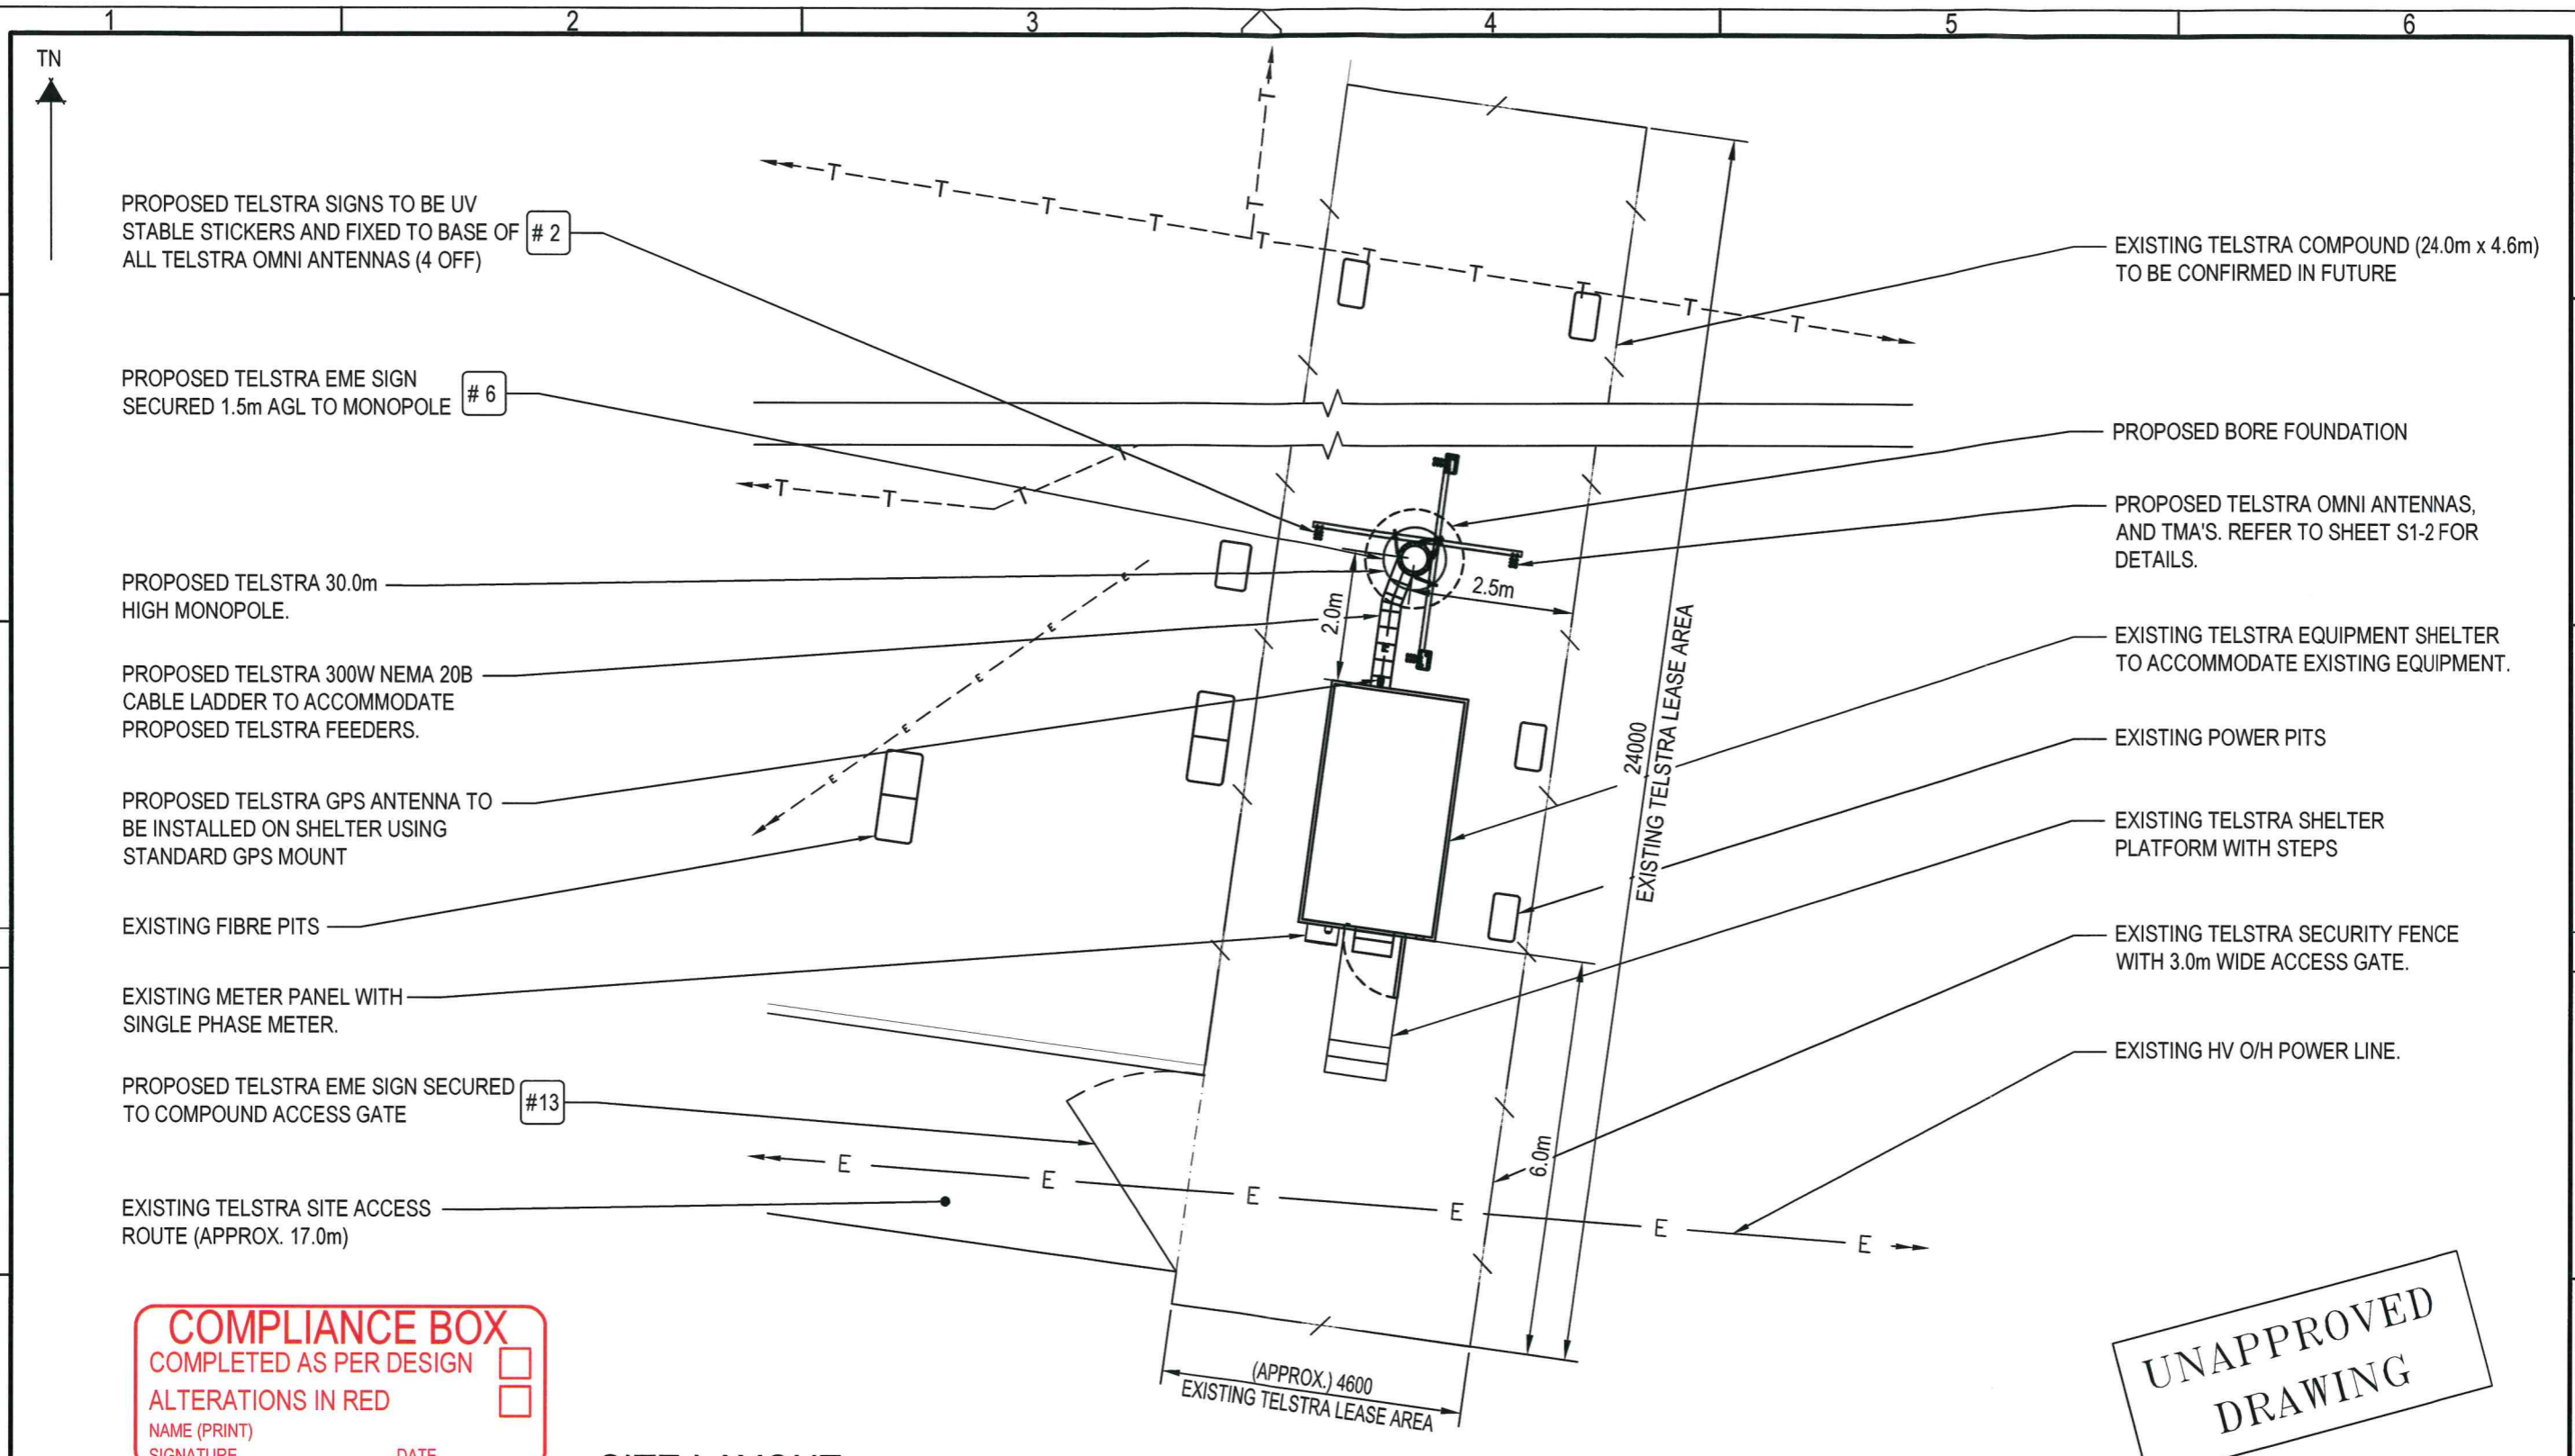 1 2 3 4 5 6
TN
PROPOSED TELSTRA SIGNS TO BE UV
STABLE STICKERS AND FIXED TO BASE OF
ALL TELSTRA OMNI ANTENNAS (4 OFF)
# 2
PROPOSED TELSTRA EME SIGN
SECURED 1.5m AGL TO MONOPOLE
# 6
PROPOSED TELSTRA 30.0m
HIGH MONOPOLE.
PROPOSED TELSTRA 300W NEMA 20B
CABLE LADDER TO ACCOMMODATE
PROPOSED TELSTRA FEEDERS.
PROPOSED TELSTRA GPS ANTENNA TO
BE INSTALLED ON SHELTER USING
STANDARD GPS MOUNT
EXISTING FIBRE PITS
EXISTING METER PANEL WITH
SINGLE PHASE METER.
PROPOSED TELSTRA EME SIGN SECURED
TO COMPOUND ACCESS GATE
#13
EXISTING TELSTRA SITE ACCESS
ROUTE (APPROX. 17.0m)
T T
T T T T T T T T T T
T T T
E E E E
2.0m
2.5m
24000
EXISTING TELSTRA LEASE AREA
6.0m
E E E E E E
(APPROX.) 4600
EXISTING TELSTRA LEASE AREA
EXISTING TELSTRA COMPOUND (24.0m x 4.6m)
TO BE CONFIRMED IN FUTURE
PROPOSED BORE FOUNDATION
PROPOSED TELSTRA OMNI ANTENNAS,
AND TMA'S. REFER TO SHEET S1-2 FOR
DETAILS.
EXISTING TELSTRA EQUIPMENT SHELTER
TO ACCOMMODATE EXISTING EQUIPMENT.
EXISTING POWER PITS
EXISTING TELSTRA SHELTER
PLATFORM WITH STEPS
EXISTING TELSTRA SECURITY FENCE
WITH 3.0m WIDE ACCESS GATE.
EXISTING HV O/H POWER LINE.
COMPLIANCE BOX
COMPLETED AS PER DESIGN
ALTERATIONS IN RED
NAME (PRINT)
SIGNATURE DATE
SITE LAYOUT
UNAPPROVED
DRAWING